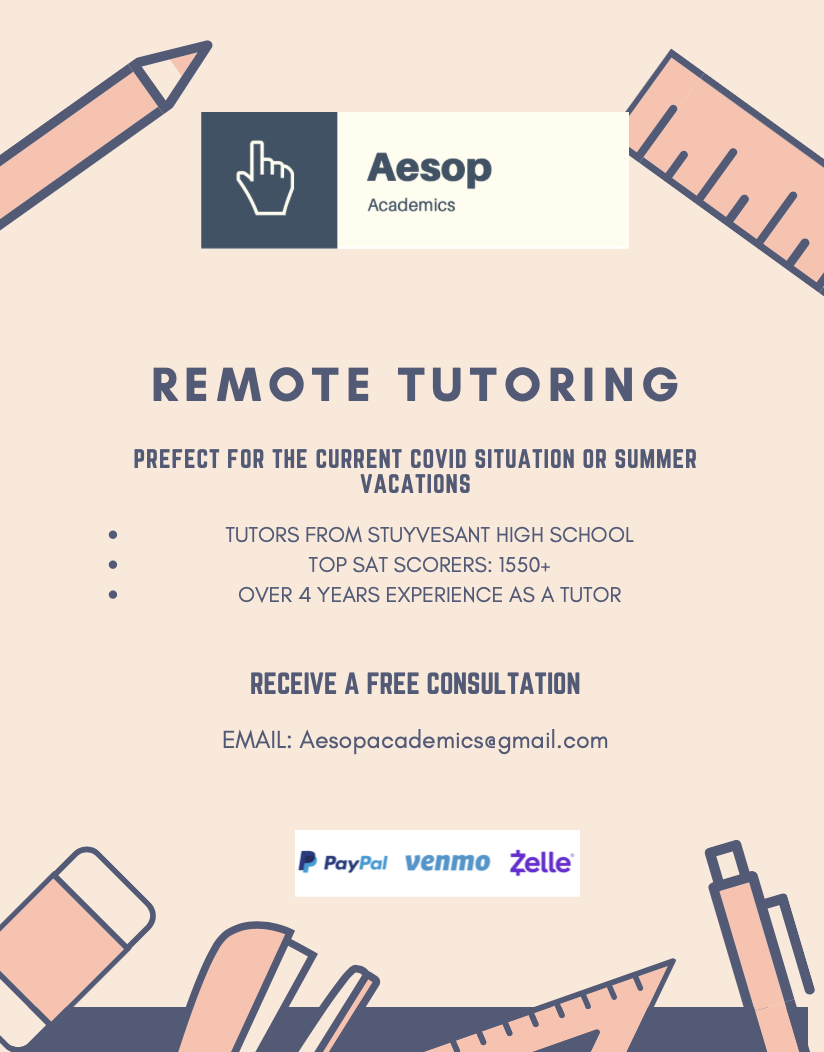 Aesop
Academics
REMOTE TUTORING
PREFECT FOR THE CURRENT COVID SITUATION OR SUMMER
VACATIONS
• TUTORS FROM STUYVESANT HIGH SCHOOL
• TOP SAT SCORERS: 1550+
• OVER 4 YEARS EXPERIENCE AS A TUTOR
RECEIVE A FREE CONSULTATION
EMAIL: Aesopacademics@gmail.com
PayPal venmo Zelle